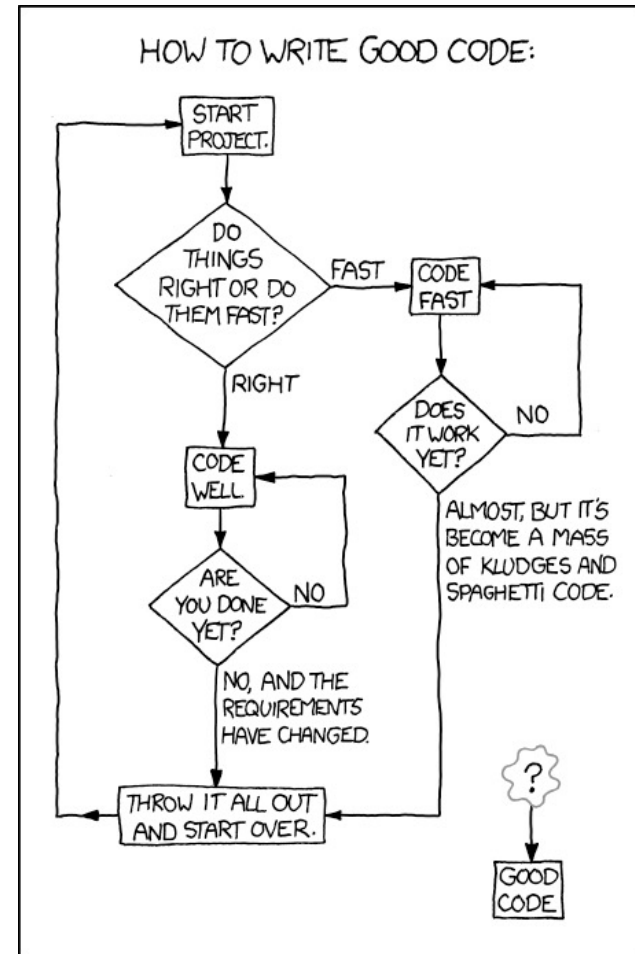 HOW TO WRITE GOOD CODE:
START
PROJECT.
DO
THINGS
RIGHT OR DO
THEM FAST?
FAST
CODE
FAST
RIGHT
DOES
IT WORK
YET?
NO
CODE
WELL.
ALMOST, BUT IT'S
BECOME A MASS
OF KLUDGES AND
SPAGHETTI CODE.
ARE
YOU DONE
YET?
NO
NO, AND THE
REQUIREMENTS
HAVE CHANGED.
THROW IT ALL OUT
AND START OVER.
?
GOOD
CODE